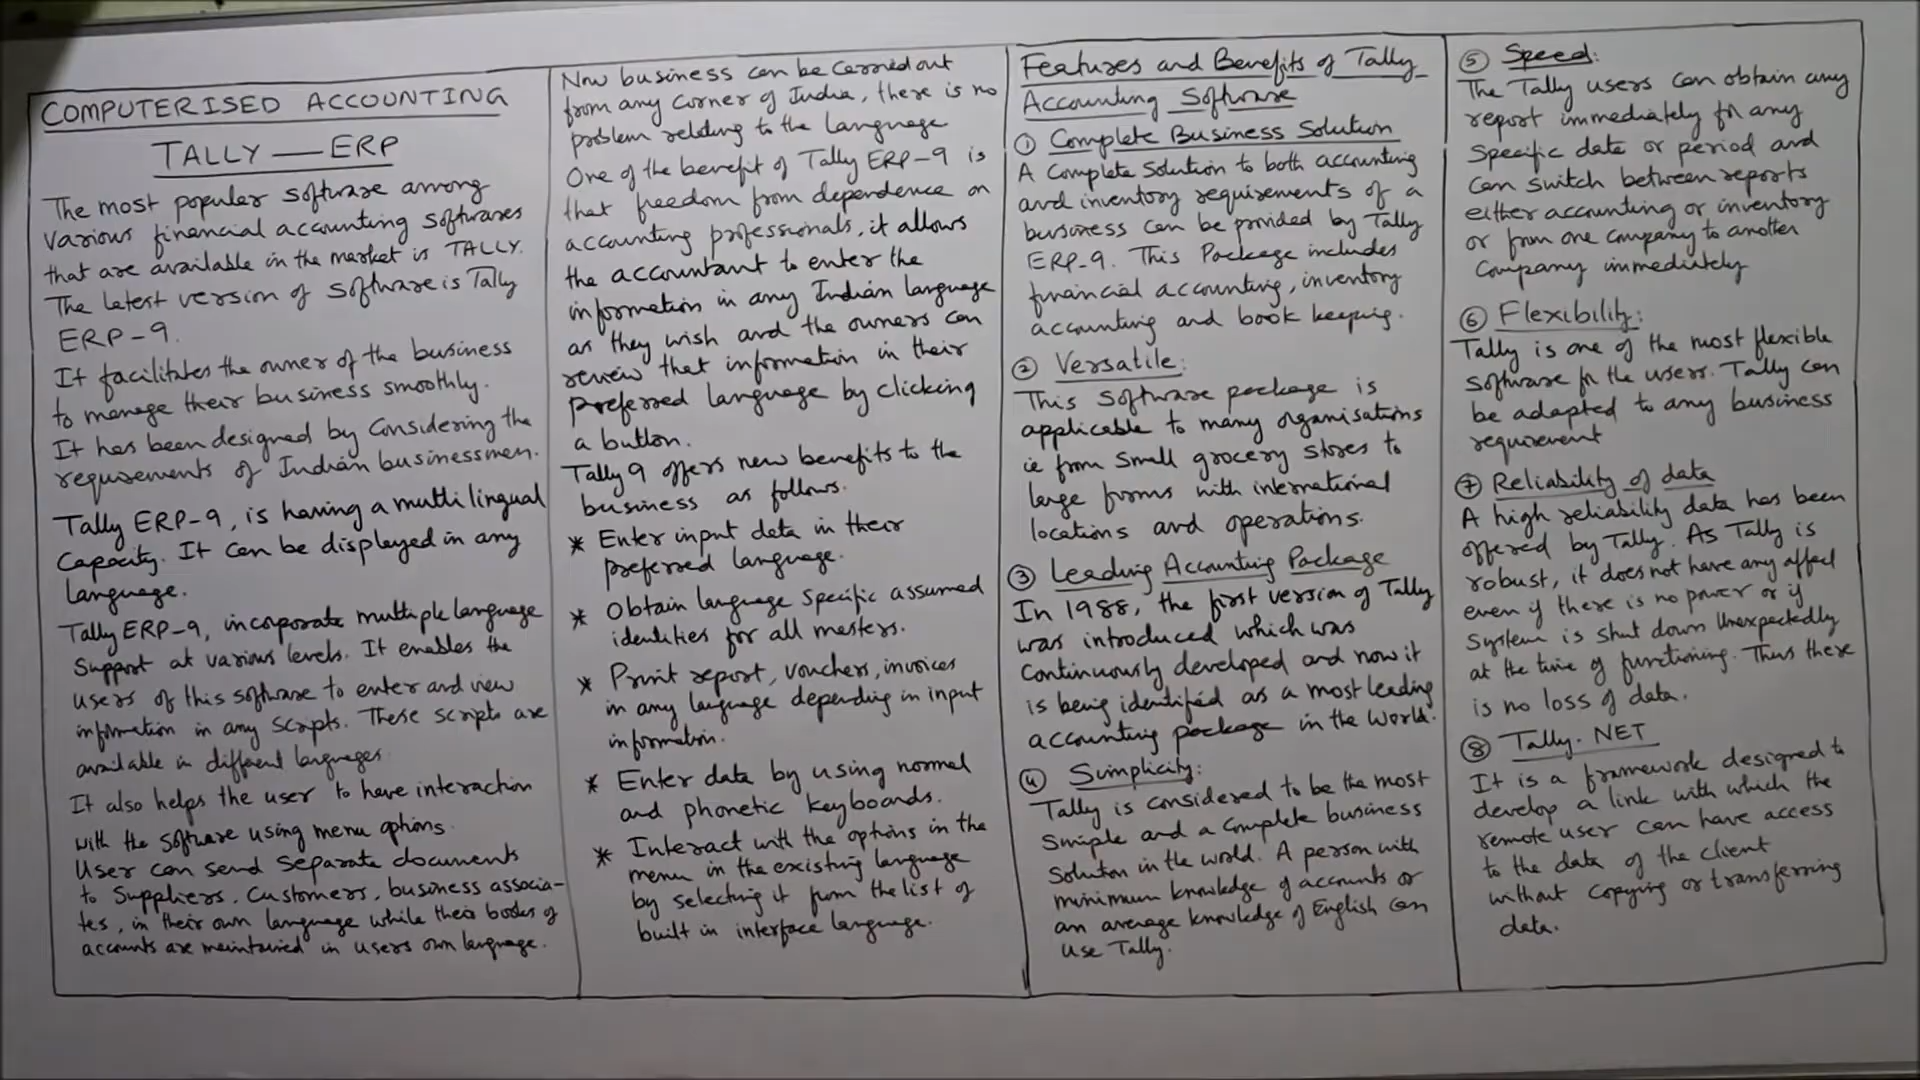 COMPUTERISED ACCOUNTING
TALLY — ERP
The most popular software among
various financial accounting softwares
that are available in the market is TALLY.
The latest version of software is Tally
ERP-9.
It facilitates the owner of the business
to manage their business smoothly.
It has been designed by Considering the
requirements of Indian businessmen.
Tally ERP-9, is having a multi lingual
Capacity. It can be displayed in any
language.
Tally ERP-9, incorporate multiple language
Support at various levels. It enables the
users of this software to enter and view
information in any scripts. These scripts are
available in different languages.
It also helps the user to have interaction
with the software using menu options.
User can send separate documents
to Suppliers, Customers, business associa-
tes, in their own language while their books of
accounts are maintained in users own language.
Now business can be carried out
from any corner of India, there is no
problem relating to the language
One of the benefit of Tally ERP-9 is
that freedom from dependence on
accounting professionals, it allows
the accountant to enter the
information in any Indian language
as they wish and the owners can
review that information in their
preferred language by clicking
a button.
Tally 9 offers new benefits to the
business as follows.
* Enter input data in their
preferred language.
* Obtain language specific assumed
identities for all masters.
* Print report, vouchers, invoices
in any language depending in input
information.
* Enter data by using normal
and phonetic keyboards.
* Interact with the options in the
menu in the existing language
by selecting it from the list of
built in interface language.
Features and Benefits of Tally
Accounting Software
① Complete Business Solution
A Complete Solution to both accounting
and inventory requirements of a
business can be provided by Tally
ERP-9. This Package includes
financial accounting, inventory
accounting and book keeping.
② Versatile:
This software package is
applicable to many organisations
ie from small grocery stores to
large firms with international
locations and operations.
③ Leading Accounting Package
In 1988, the first version of Tally
was introduced which was
Continuously developed and now it
is being identified as a most leading
accounting package in the world.
④ Simplicity:
Tally is considered to be the most
Simple and a Complete business
Solution in the world. A person with
minimum knowledge of accounts or
an average knowledge of English can
use Tally.
⑤ Speed:
The Tally users can obtain any
report immediately for any
Specific date or period and
Can switch between reports
either accounting or inventory
or from one company to another
Company immediately
⑥ Flexibility:
Tally is one of the most flexible
software for the users. Tally can
be adapted to any business
requirement
⑦ Reliability of data
A high reliability data has been
offered by Tally. As Tally is
robust, it does not have any affect
even if there is no power or if
System is shut down Unexpectedly
at the time of functioning. Thus there
is no loss of data.
⑧ Tally. NET
It is a framework designed to
develop a link with which the
remote user can have access
to the data of the client
without Copying or transferring
data.